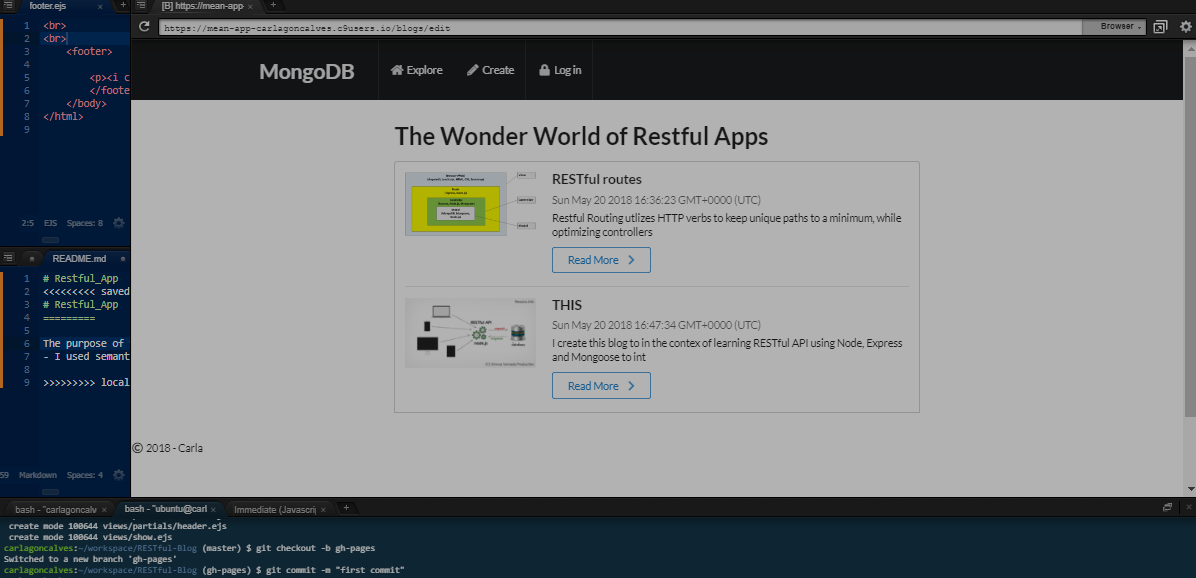 footer.ejs
[B] https://mean-app
https://mean-app-carlagoncalves.c9users.io/blogs/edit
Browser
1 <br>
2 <br>
3 <footer>
4
5 <p><i c
6 </foote
7 </body>
8 </html>
9
2:5 EJS Spaces: 8
README.md
1 # Restful_App
2 <<<<<<<<< saved
3 # Restful_App
4 =========
5
6 The purpose of
7 - I used semant
8
9 >>>>>>>>> local
59 Markdown Spaces: 4
MongoDB
Explore
Create
Log in
The Wonder World of Restful Apps
RESTful routes
Sun May 20 2018 16:36:23 GMT+0000 (UTC)
Restful Routing utlizes HTTP verbs to keep unique paths to a minimum, while
optimizing controllers
Read More
THIS
Sun May 20 2018 16:47:34 GMT+0000 (UTC)
I create this blog to in the contex of learning RESTful API using Node, Express
and Mongoose to int
Read More
© 2018 - Carla
bash - "carlagoncalv
bash - "ubuntu@carl
Immediate (Javascrip
create mode 100644 views/partials/header.ejs
create mode 100644 views/show.ejs
carlagoncalves:~/workspace/RESTful-Blog (master) $ git checkout -b gh-pages
Switched to a new branch 'gh-pages'
carlagoncalves:~/workspace/RESTful-Blog (gh-pages) $ git commit -m "first commit"